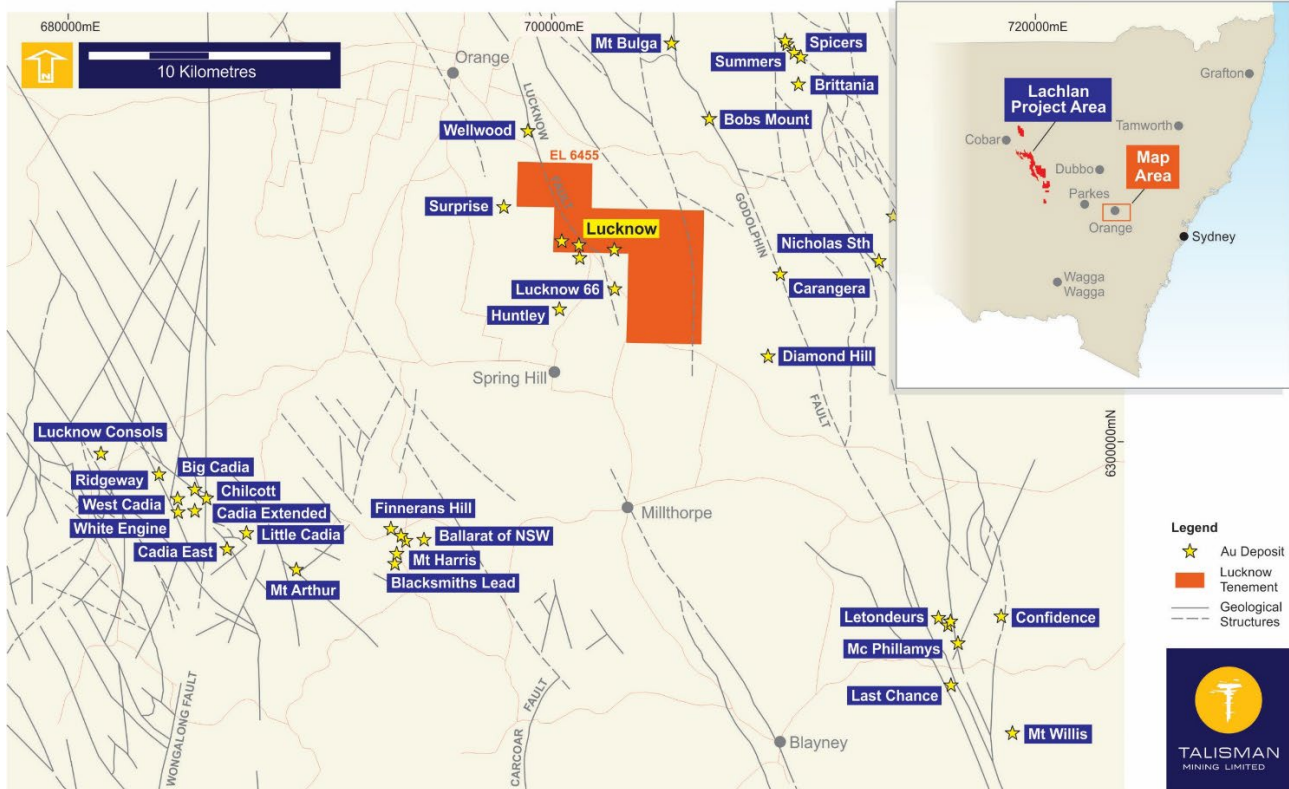 680000mE
700000mE
720000mE
N
10 Kilometres
Orange
Mt Bulga
Spicers
Summers
Brittania
Bobs Mount
Wellwood
LUCKNOW
FAULT
EL 6455
Surprise
Lucknow
GODOLPHIN
FAULT
Nicholas Sth
Carangera
Lucknow 66
Huntley
Diamond Hill
Spring Hill
6300000mN
Lucknow Consols
Big Cadia
Ridgeway
Chilcott
West Cadia
Cadia Extended
White Engine
Little Cadia
Cadia East
Mt Arthur
Finnerans Hill
Ballarat of NSW
Mt Harris
Blacksmiths Lead
Millthorpe
Letondeurs
Confidence
Mc Phillamys
Last Chance
Mt Willis
Blayney
WONGALONG FAULT
CARCOAR
FAULT
Grafton
Lachlan
Project Area
Tamworth
Cobar
Dubbo
Map
Area
Parkes
Orange
Sydney
Wagga
Wagga
Legend
Au Deposit
Lucknow
Tenement
Geological
Structures
TALISMAN
MINING LIMITED